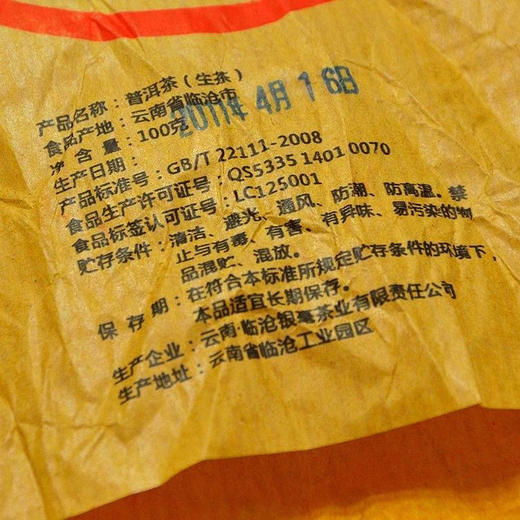 产品名称：普洱茶（生茶）
食品产地：云南省临沧市
净 含 量：100克
生产日期：2011年4月16日
产品标准号：GB/T 22111-2008
食品生产许可证号：QS5335 1401 0070
食品标签认可证号：LC125001
贮存条件：清洁、避光、通风、防潮、防高温。禁
止与有毒、有害、有异味、易污染的物
品混贮、混放。
保 存 期：在符合本标准所规定贮存条件的环境下，
本品适宜长期保存。
生产企业：云南·临沧银毫茶业有限责任公司
生产地址：云南省临沧工业园区